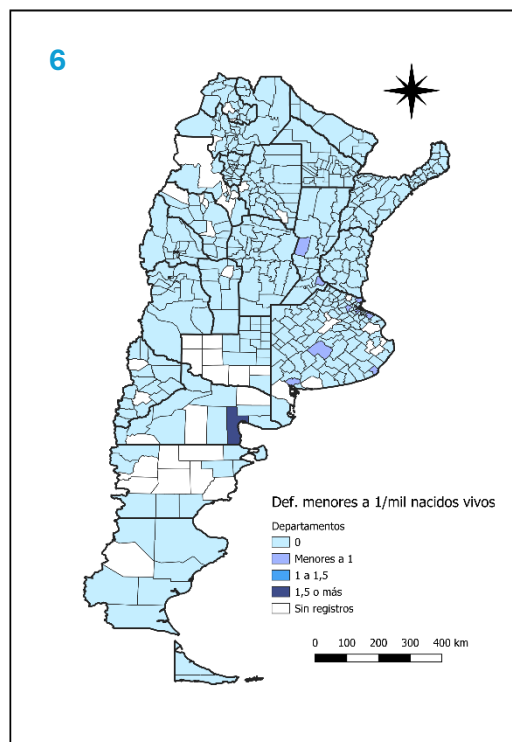 6
Def. menores a 1/mil nacidos vivos
Departamentos
0
Menores a 1
1 a 1,5
1,5 o más
Sin registros
0 100 200 300 400 km